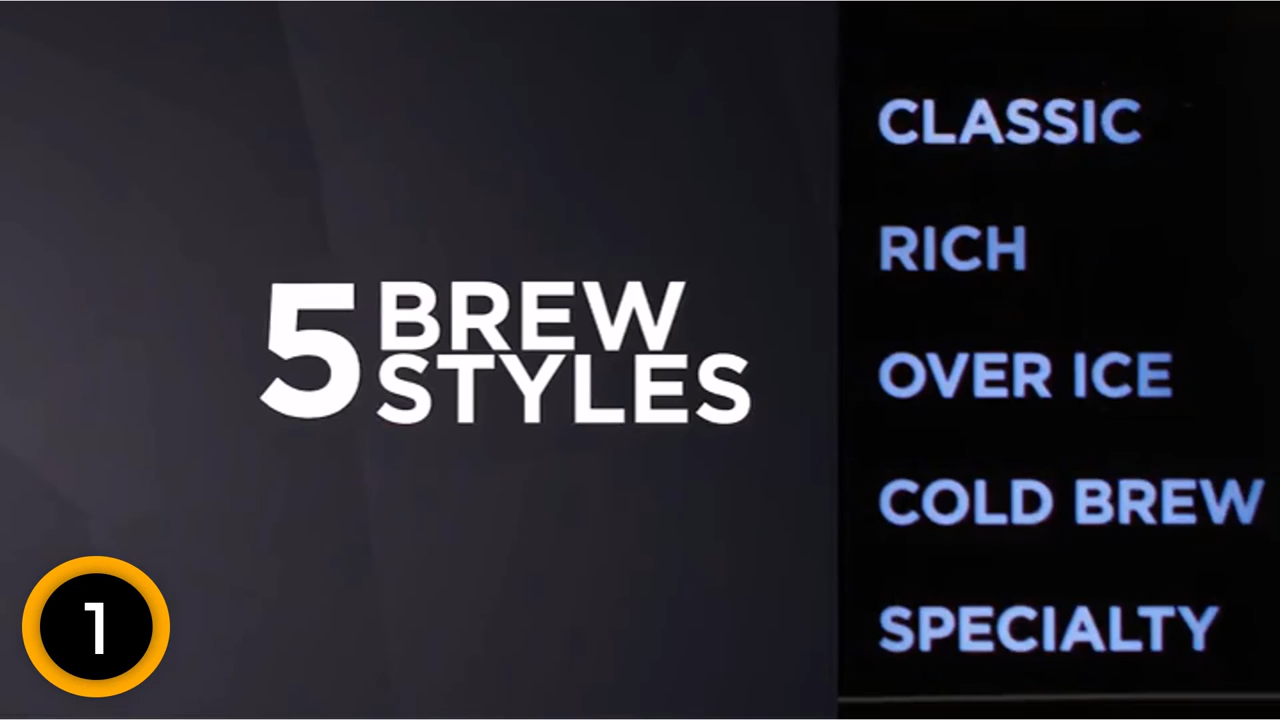 5 BREW
STYLES
CLASSIC
RICH
OVER ICE
COLD BREW
SPECIALTY
1